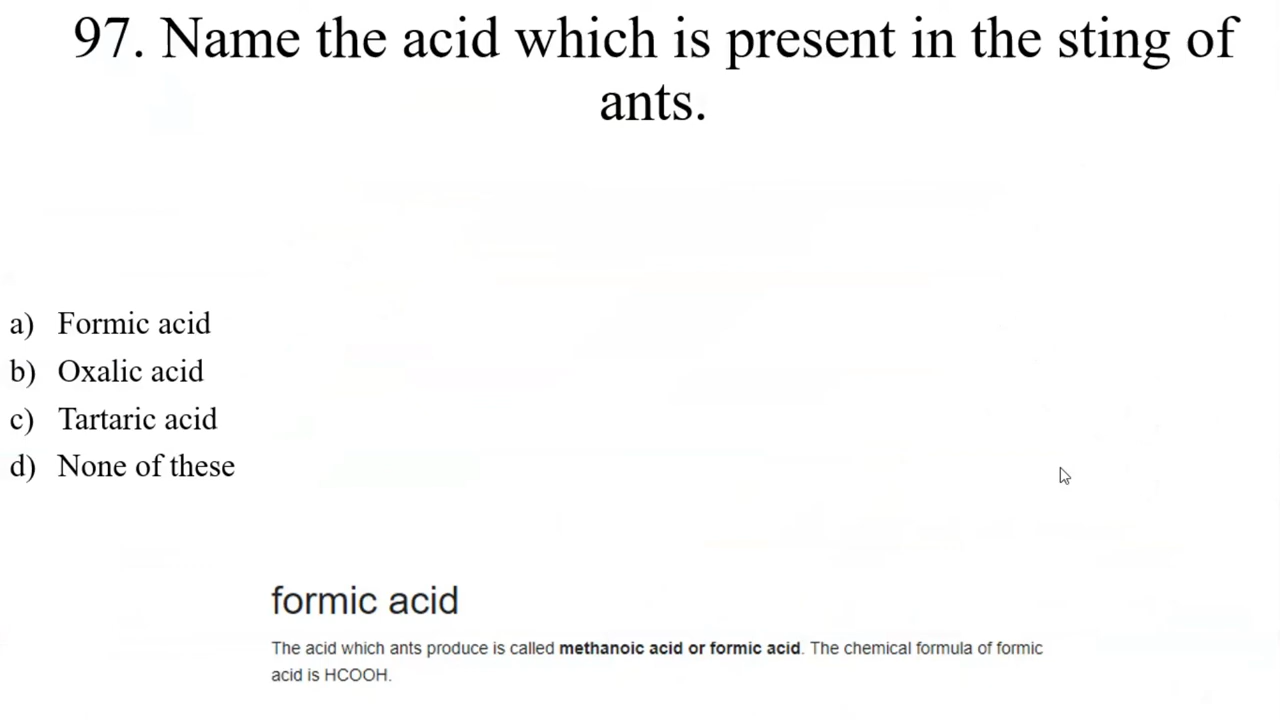 97. Name the acid which is present in the sting of
ants.
a) Formic acid
b) Oxalic acid
c) Tartaric acid
d) None of these
formic acid
The acid which ants produce is called methanoic acid or formic acid. The chemical formula of formic
acid is HCOOH.